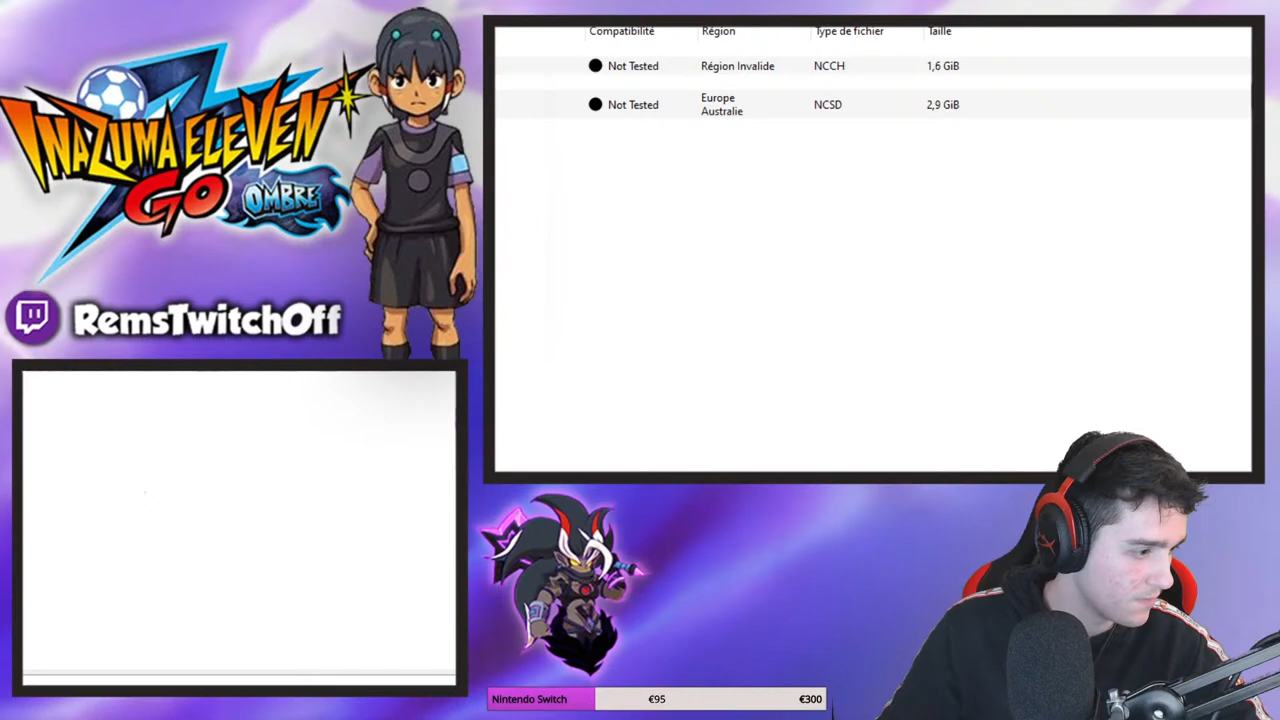 INAZUMA ELEVEN
GO OMBRE
RemsTwitchOff
Compatibilité Région Type de fichier Taille
Not Tested Région Invalide NCCH 1,6 GiB
Not Tested Europe Australie NCSD 2,9 GiB
Nintendo Switch €95 €300